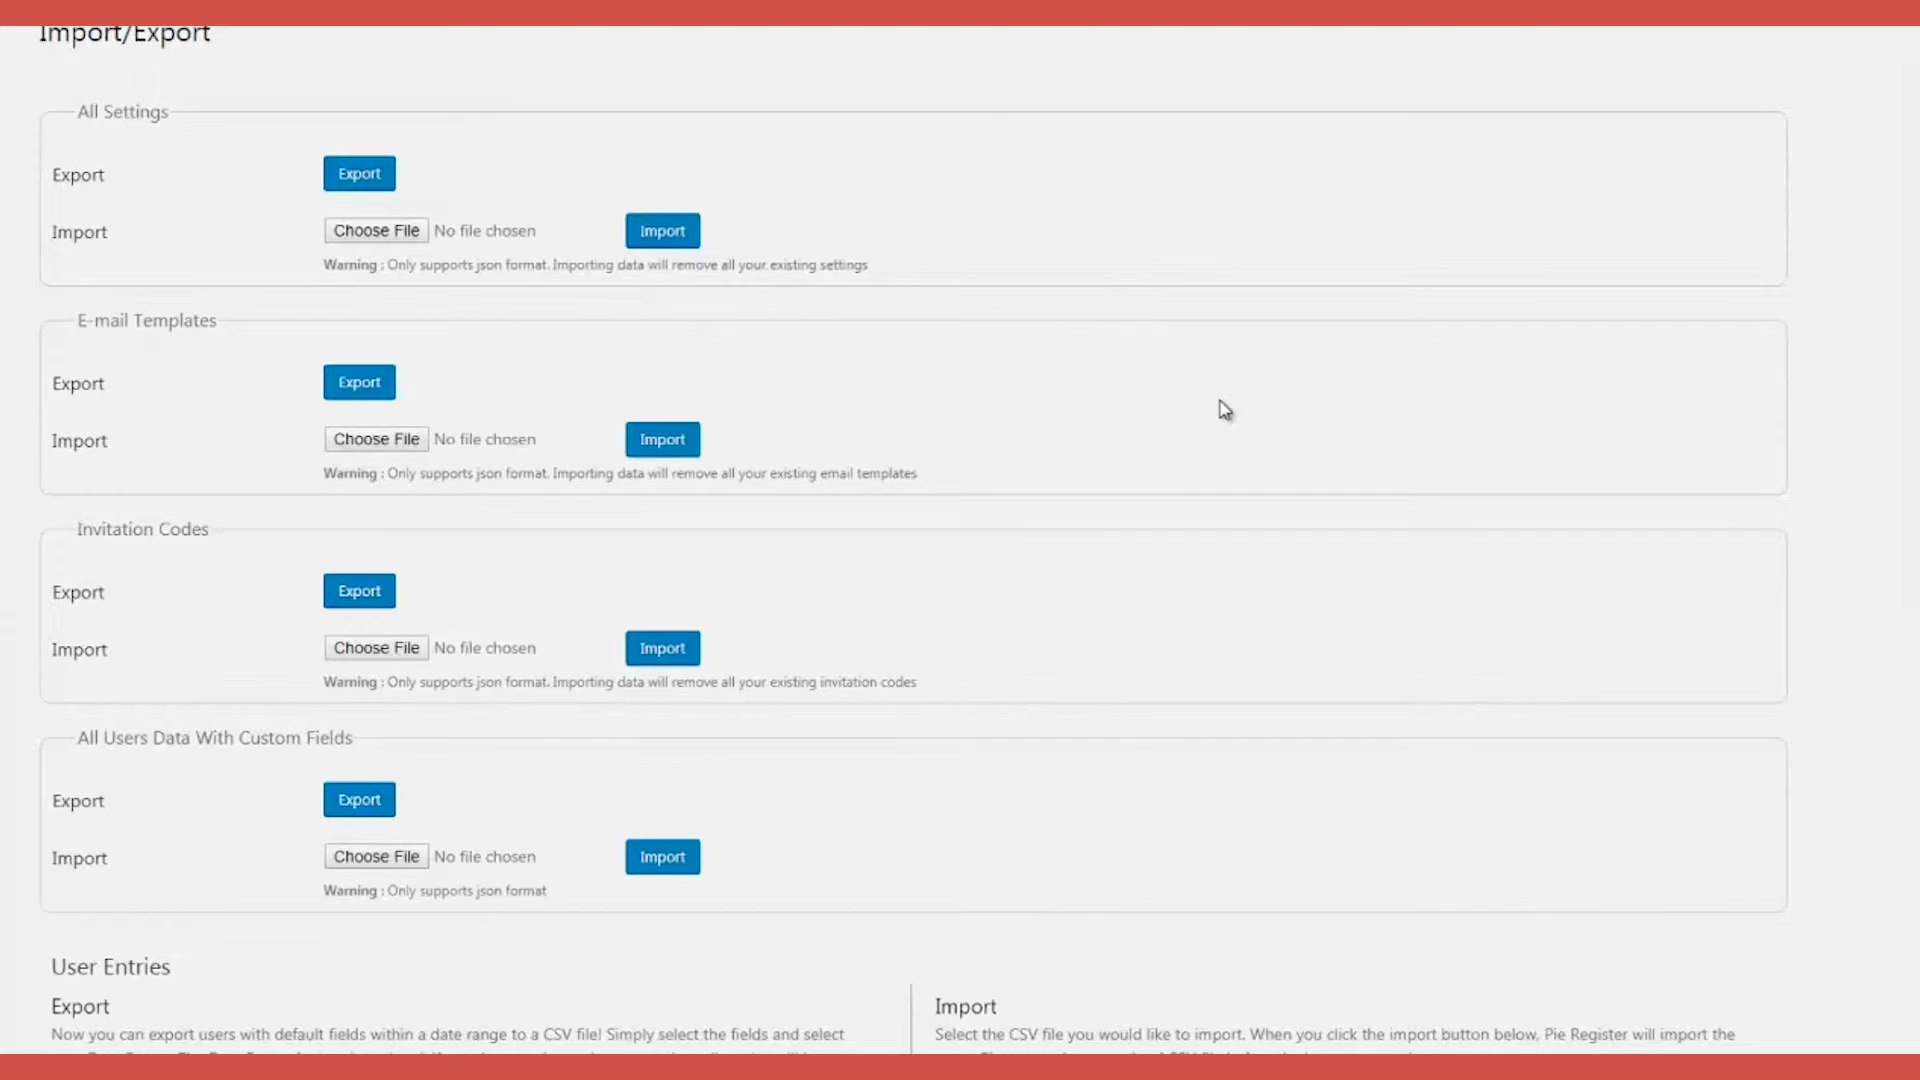 Import/Export
All Settings
Export Export
Import Choose File No file chosen Import
Warning : Only supports json format. Importing data will remove all your existing settings
E-mail Templates
Export Export
Import Choose File No file chosen Import
Warning : Only supports json format. Importing data will remove all your existing email templates
Invitation Codes
Export Export
Import Choose File No file chosen Import
Warning : Only supports json format. Importing data will remove all your existing invitation codes
All Users Data With Custom Fields
Export Export
Import Choose File No file chosen Import
Warning : Only supports json format
User Entries
Export
Now you can export users with default fields within a date range to a CSV file! Simply select the fields and select
Import
Select the CSV file you would like to import. When you click the import button below, Pie Register will import the